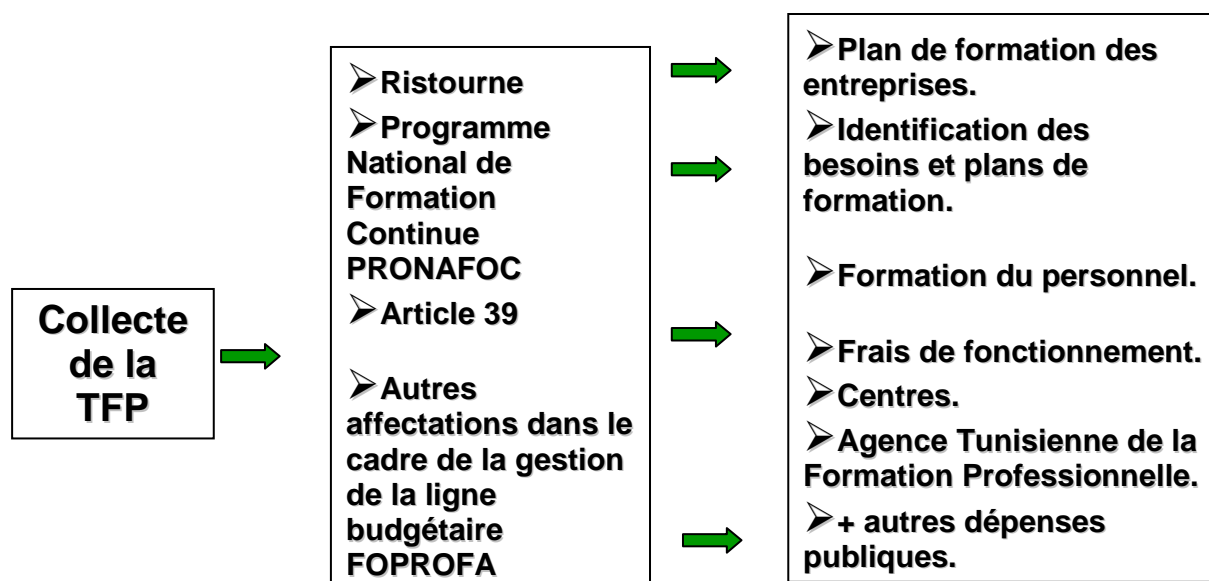 Collecte
de la
TFP
➢Ristourne
➢Programme
National de
Formation
Continue
PRONAFOC
➢Article 39
➢Autres
affectations dans le
cadre de la gestion
de la ligne
budgétaire
FOPROFA
➢Plan de formation des
entreprises.
➢Identification des
besoins et plans de
formation.
➢Formation du personnel.
➢Frais de fonctionnement.
➢Centres.
➢Agence Tunisienne de la
Formation Professionnelle.
➢+ autres dépenses
publiques.